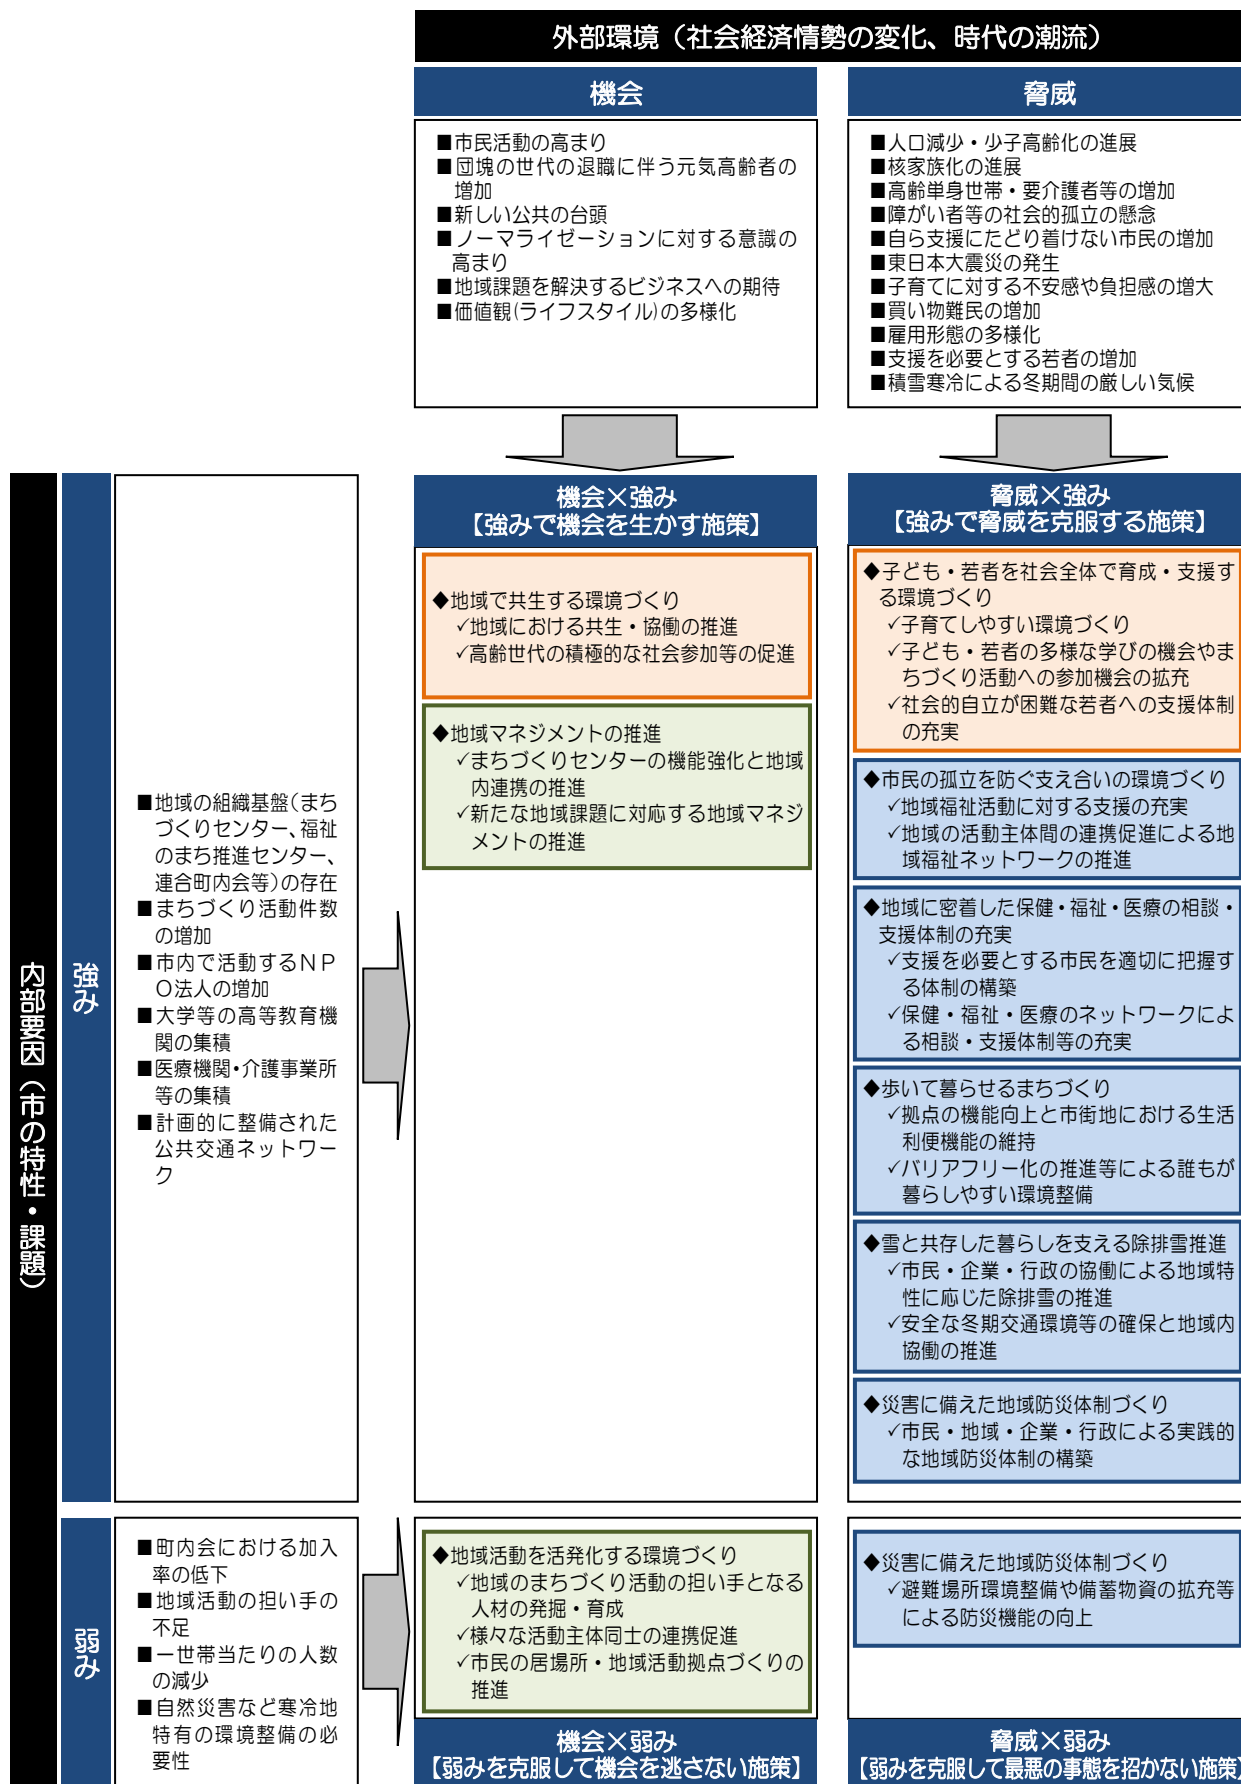 外部環境（社会経済情勢の変化、時代の潮流）
機会
■市民活動の高まり
■団塊の世代の退職に伴う元気高齢者の
増加
■新しい公共の台頭
■ノーマライゼーションに対する意識の
高まり
■地域課題を解決するビジネスへの期待
■価値観(ライフスタイル)の多様化
脅威
■人口減少・少子高齢化の進展
■核家族化の進展
■高齢単身世帯・要介護者等の増加
■障がい者等の社会的孤立の懸念
■自ら支援にたどり着けない市民の増加
■東日本大震災の発生
■子育てに対する不安感や負担感の増大
■買い物難民の増加
■雇用形態の多様化
■支援を必要とする若者の増加
■積雪寒冷による冬期間の厳しい気候
内部要因（市の特性・課題）
強み
■地域の組織基盤(まち
づくりセンター、福祉
のまち推進センター、
連合町内会等)の存在
■まちづくり活動件数
の増加
■市内で活動するＮＰ
Ｏ法人の増加
■大学等の高等教育機
関の集積
■医療機関・介護事業所
等の集積
■計画的に整備された
公共交通ネットワー
ク
機会×強み
【強みで機会を生かす施策】
◆地域で共生する環境づくり
✓地域における共生・協働の推進
✓高齢世代の積極的な社会参加等の促進
◆地域マネジメントの推進
✓まちづくりセンターの機能強化と地域
内連携の推進
✓新たな地域課題に対応する地域マネジ
メントの推進
脅威×強み
【強みで脅威を克服する施策】
◆子ども・若者を社会全体で育成・支援す
る環境づくり
✓子育てしやすい環境づくり
✓子ども・若者の多様な学びの機会やま
ちづくり活動への参加機会の拡充
✓社会的自立が困難な若者への支援体制
の充実
◆市民の孤立を防ぐ支え合いの環境づくり
✓地域福祉活動に対する支援の充実
✓地域の活動主体間の連携促進による地
域福祉ネットワークの推進
◆地域に密着した保健・福祉・医療の相談・
支援体制の充実
✓支援を必要とする市民を適切に把握す
る体制の構築
✓保健・福祉・医療のネットワークによ
る相談・支援体制等の充実
◆歩いて暮らせるまちづくり
✓拠点の機能向上と市街地における生活
利便機能の維持
✓バリアフリー化の推進等による誰もが
暮らしやすい環境整備
◆雪と共存した暮らしを支える除排雪推進
✓市民・企業・行政の協働による地域特
性に応じた除排雪の推進
✓安全な冬期交通環境等の確保と地域内
協働の推進
◆災害に備えた地域防災体制づくり
✓市民・地域・企業・行政による実践的
な地域防災体制の構築
弱み
■町内会における加入
率の低下
■地域活動の担い手の
不足
■一世帯当たりの人数
の減少
■自然災害など寒冷地
特有の環境整備の必
要性
◆地域活動を活発化する環境づくり
✓地域のまちづくり活動の担い手となる
人材の発掘・育成
✓様々な活動主体同士の連携促進
✓市民の居場所・地域活動拠点づくりの
推進
機会×弱み
【弱みを克服して機会を逃さない施策】
◆災害に備えた地域防災体制づくり
✓避難場所環境整備や備蓄物資の拡充等
による防災機能の向上
脅威×弱み
【弱みを克服して最悪の事態を招かない施策】